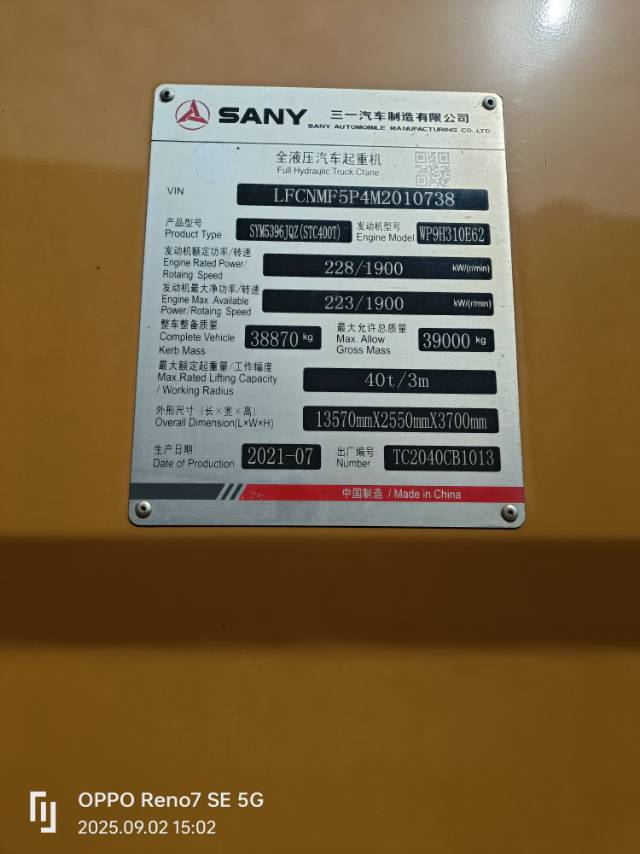 SANY 三一汽车制造有限公司
SANY AUTOMOBILE MANUFACTURING CO. LTD
全液压汽车起重机
Full Hydraulic Truck Crane
VIN LFCNMF5P4M2010738
产品型号 发动机型号
Product Type SYM5396JQZ(STC400T) Engine Model WP9H310E62
发动机额定功率/转速
Engine Rated Power/ 228/1900 kW/(r/min)
Rotaing Speed
发动机最大净功率/转速
Engine Max .Available 223/1900 kW/(r/min)
Power/Rotaing Speed
整车整备质量 最大允许总质量
Complete Vehicle 38870 kg Max. Allow 39000 kg
Kerb Mass Gross Mass
最大额定起重量/工作幅度
Max.Rated Lifting Capacity 40t/3m
/ Working Radius
外形尺寸 (长×宽×高)
Overall Dimension(L×W×H) 13570mmX2550mmX3700mm
生产日期 出厂编号
Date of Production 2021-07 Number TC2040CB1013
中国制造 / Made in China
OPPO Reno7 SE 5G
2025.09.02 15:02